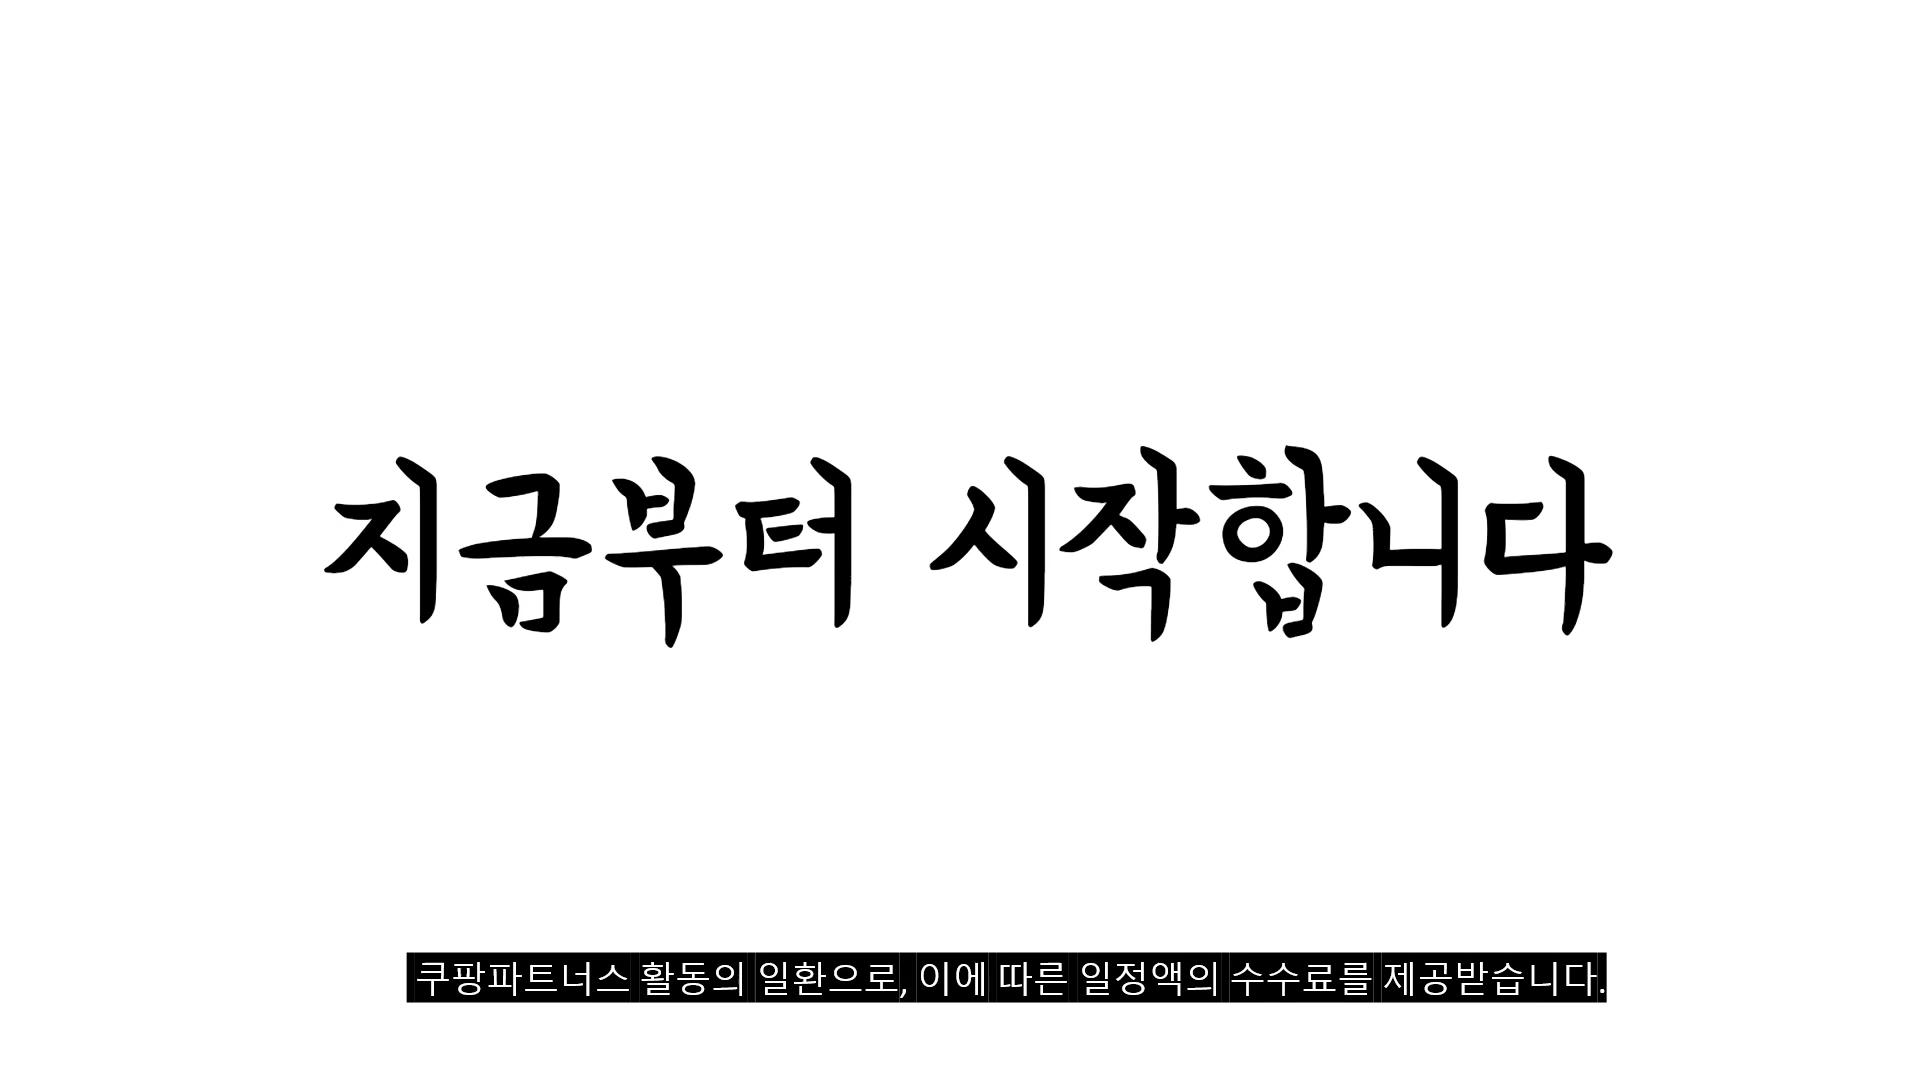 지금부터 시작합니다
쿠팡파트너스 활동의 일환으로, 이에 따른 일정액의 수수료를 제공받습니다.